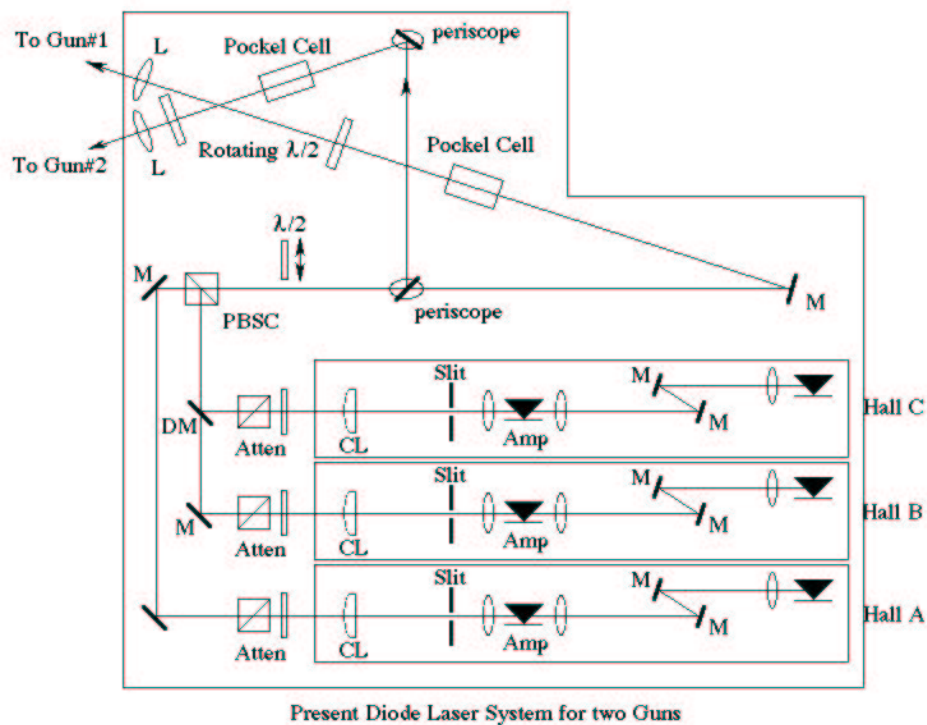 To Gun#1
L
Pockel Cell
periscope
To Gun#2
L
Rotating λ/2
Pockel Cell
λ/2
M
PBSC
periscope
M
Slit
M
Hall C
DM
Atten
CL
Amp
M
Slit
M
Hall B
M
Atten
CL
Amp
M
Slit
M
Hall A
Atten
CL
Amp
M
Present Diode Laser System for two Guns